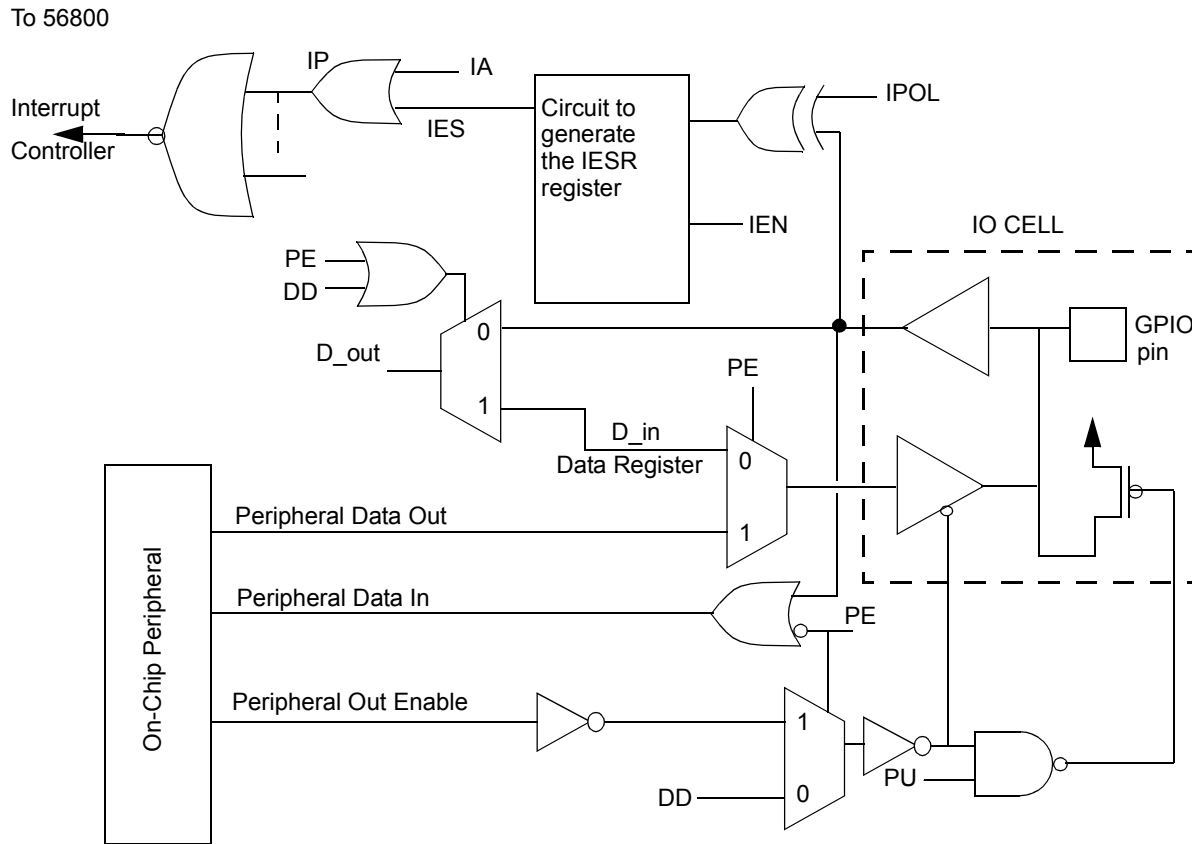 To 56800
Interrupt
Controller
IP
IA
IES
Circuit to
generate
the IESR
register
IPOL
IEN
IO CELL
PE
DD
0
1
D_out
GPIO
pin
PE
D_in
Data Register
0
1
Peripheral Data Out
Peripheral Data In
PE
Peripheral Out Enable
On-Chip Peripheral
1
0
DD
PU